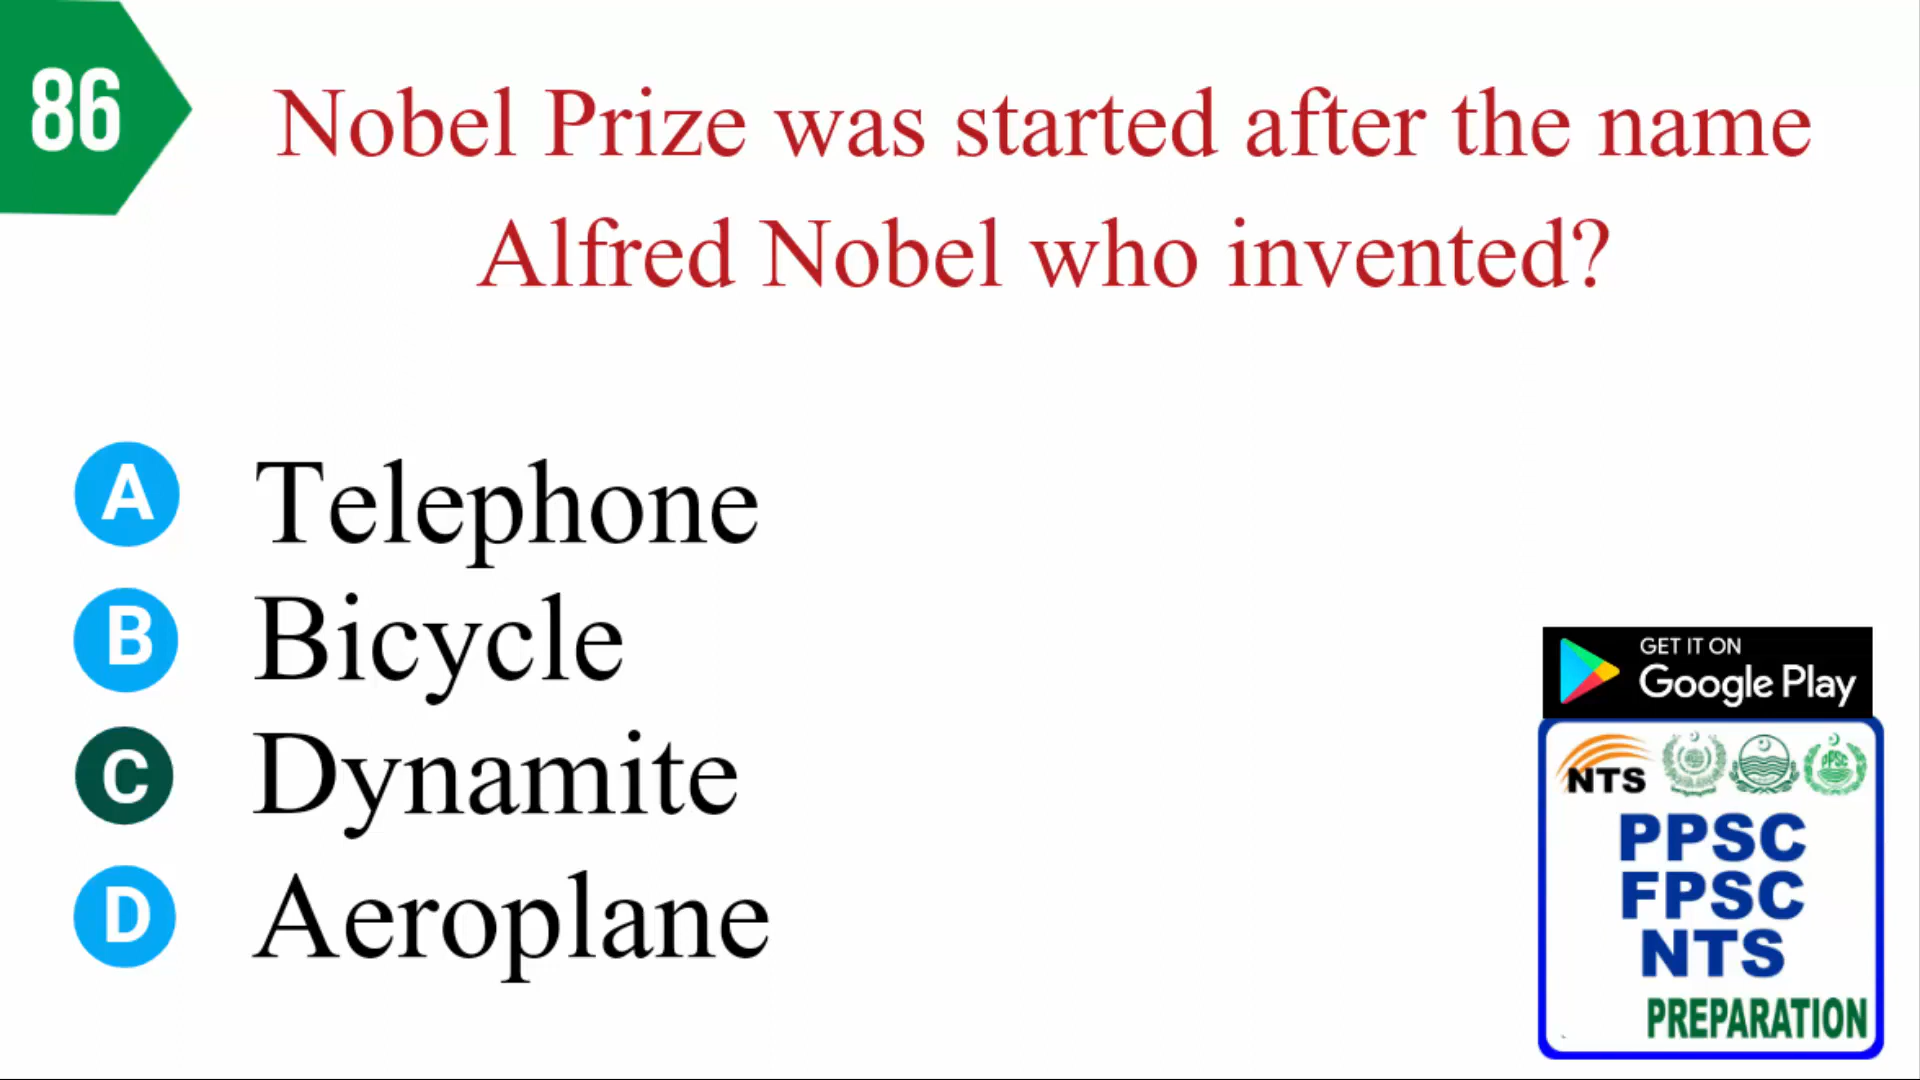 86
Nobel Prize was started after the name
Alfred Nobel who invented?
A Telephone
B Bicycle
C Dynamite
D Aeroplane
GET IT ON
Google Play
NTS PPSC
PPSC
FPSC
NTS
PREPARATION